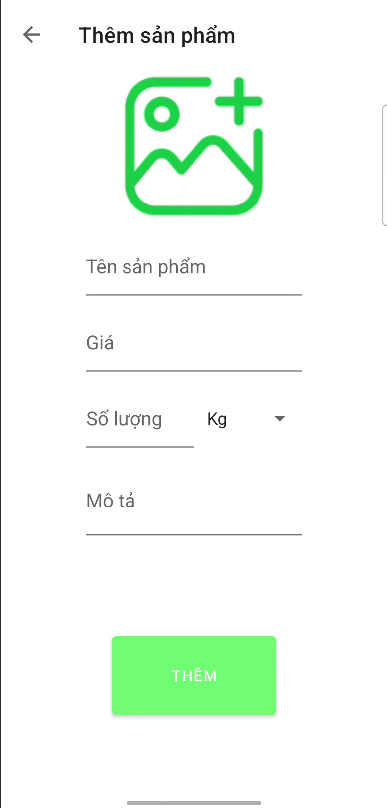 Thêm sản phẩm
Tên sản phẩm
Giá
Số lượng Kg
Mô tả
THÊM